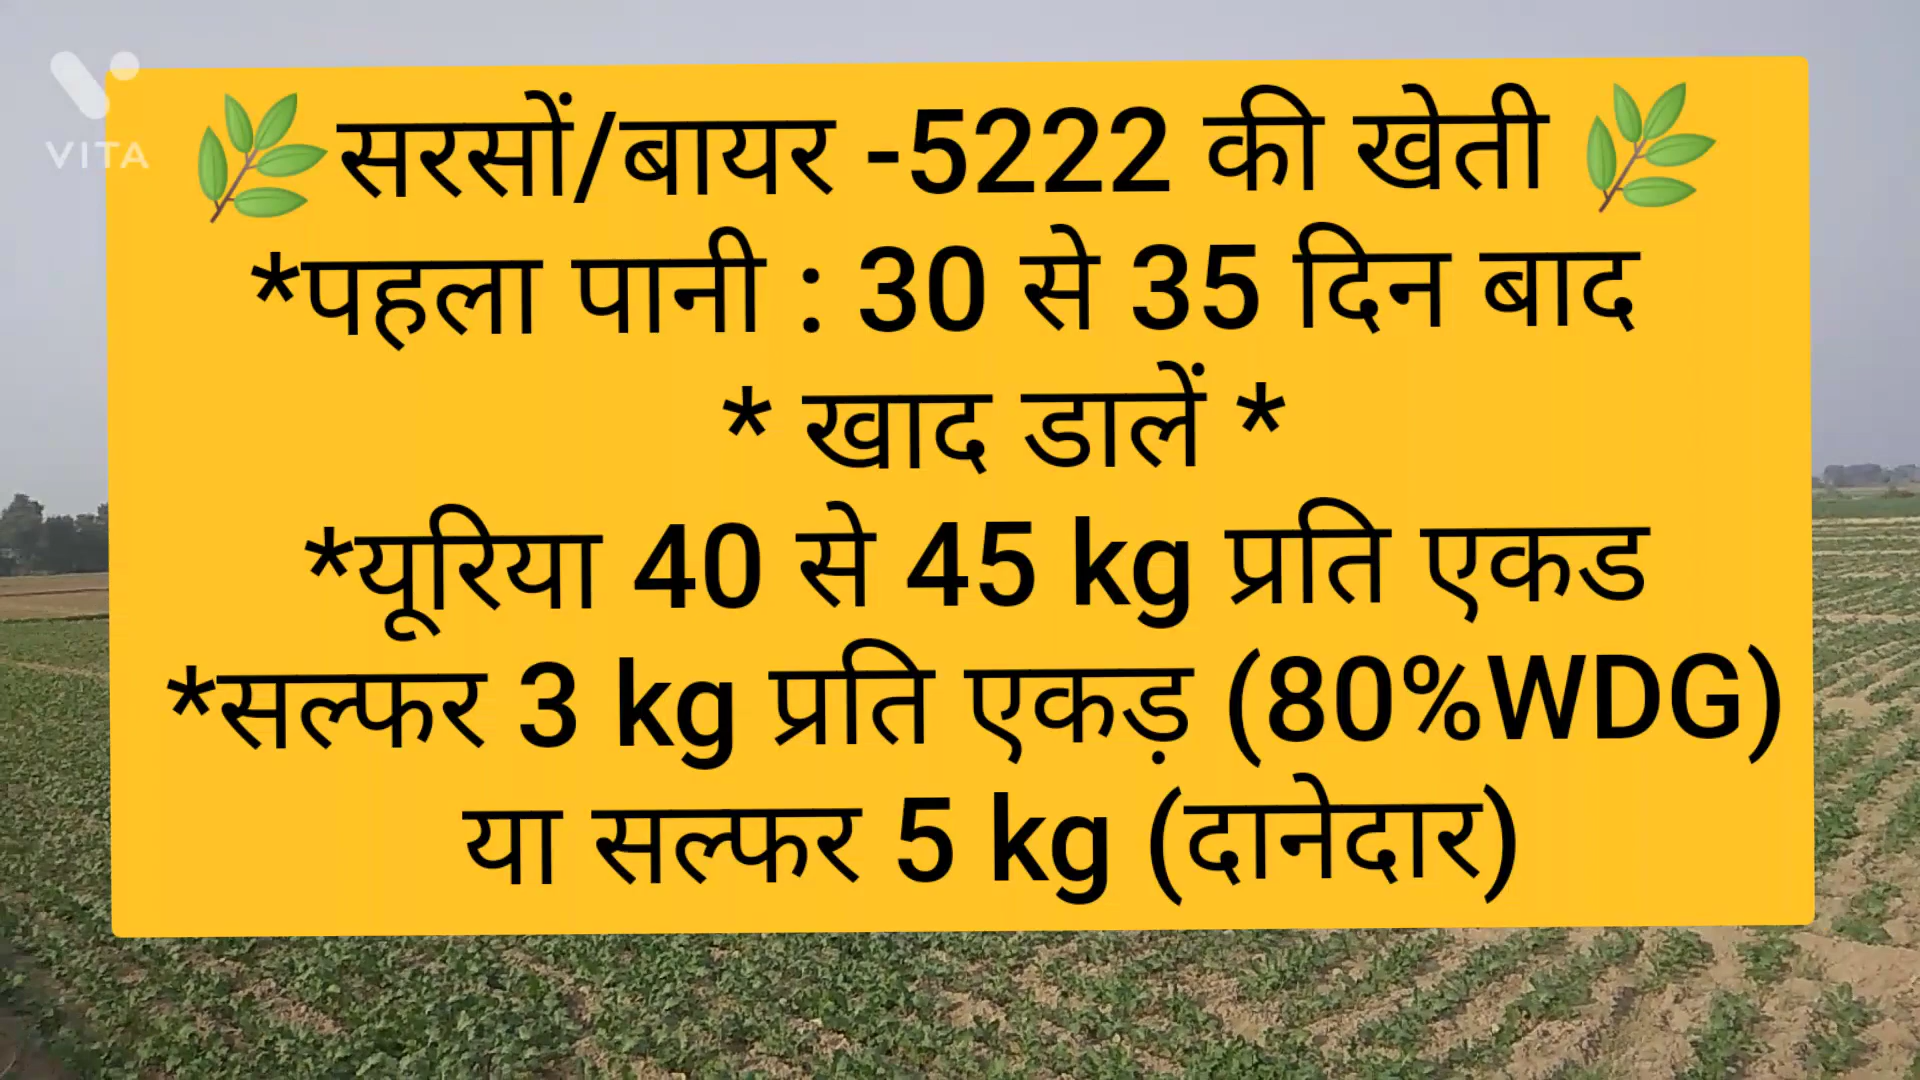 VITA
🌿सरसों/बायर -5222 की खेती 🌿
*पहला पानी : 30 से 35 दिन बाद
* खाद डालें *
*यूरिया 40 से 45 kg प्रति एकड
*सल्फर 3 kg प्रति एकड़ (80%WDG)
या सल्फर 5 kg (दानेदार)